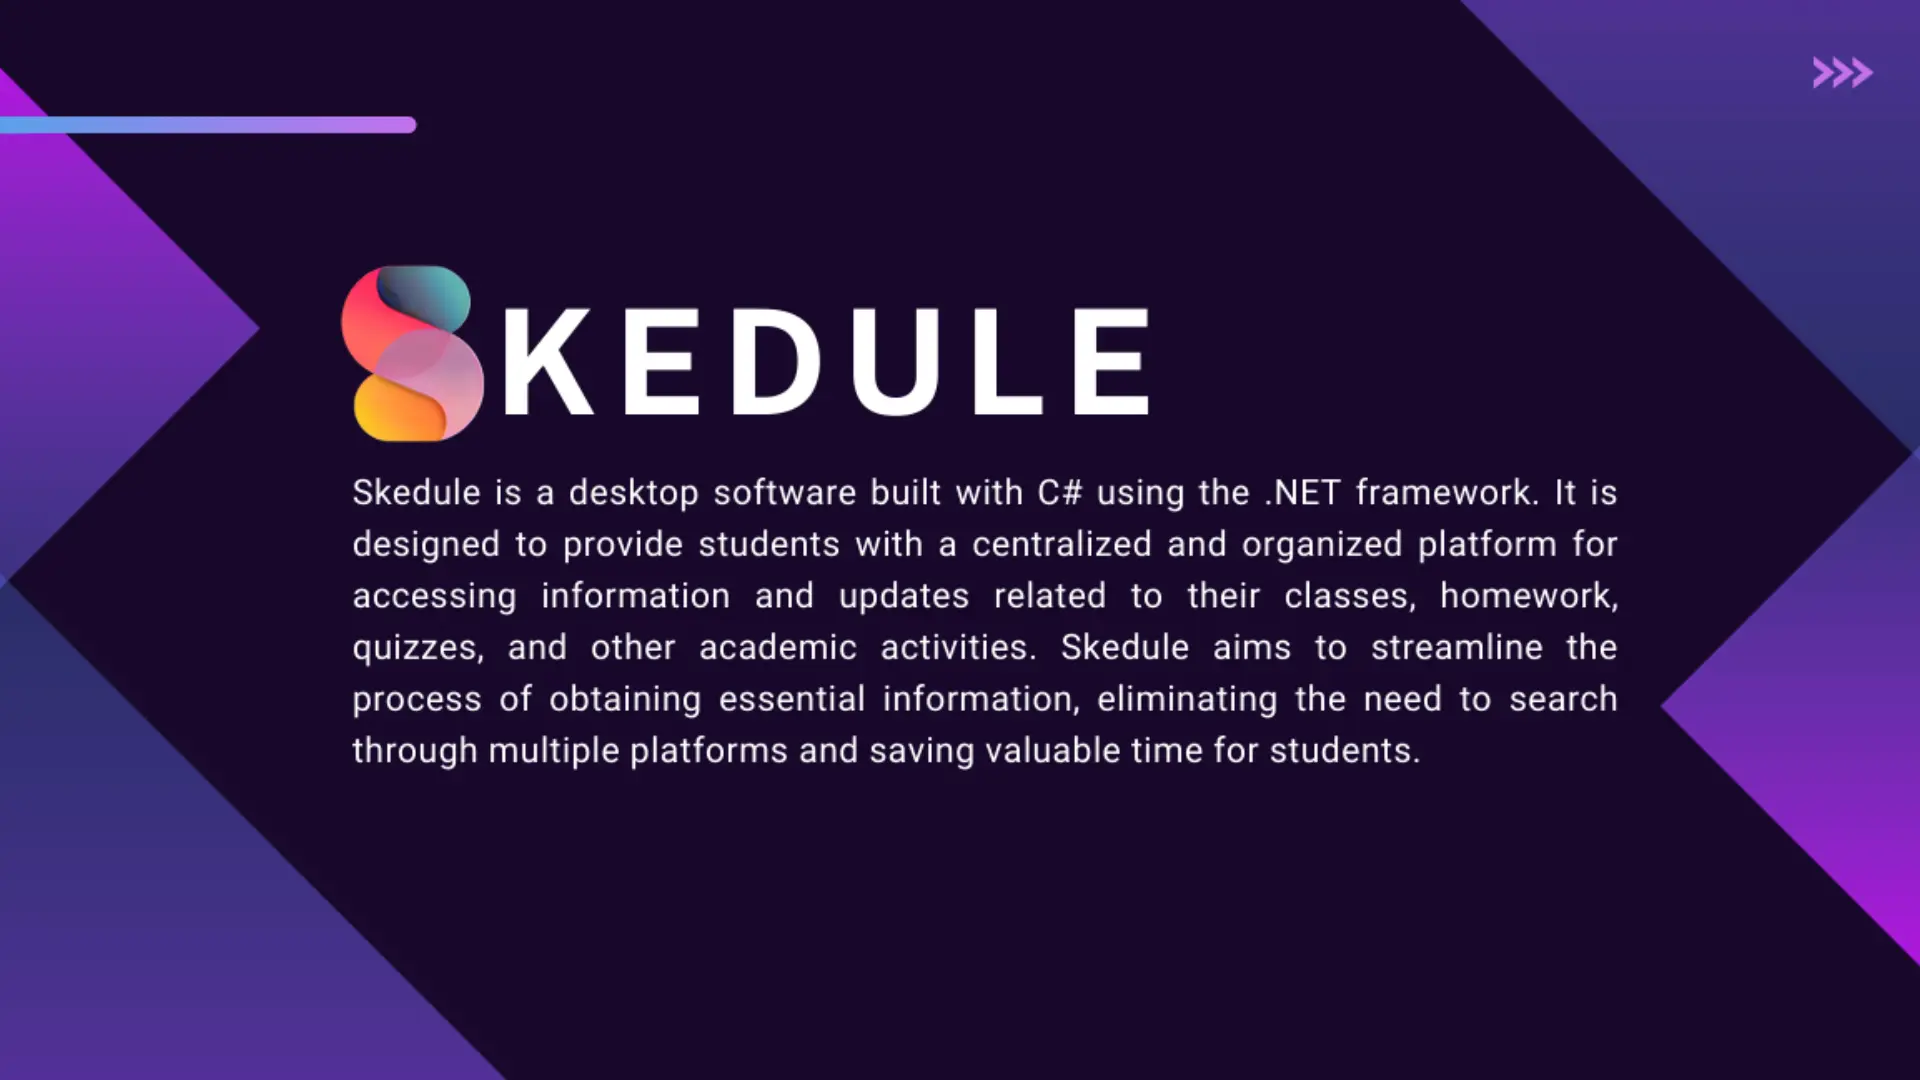 SKEDULE
Skedule is a desktop software built with C# using the .NET framework. It is
designed to provide students with a centralized and organized platform for
accessing information and updates related to their classes, homework,
quizzes, and other academic activities. Skedule aims to streamline the
process of obtaining essential information, eliminating the need to search
through multiple platforms and saving valuable time for students.